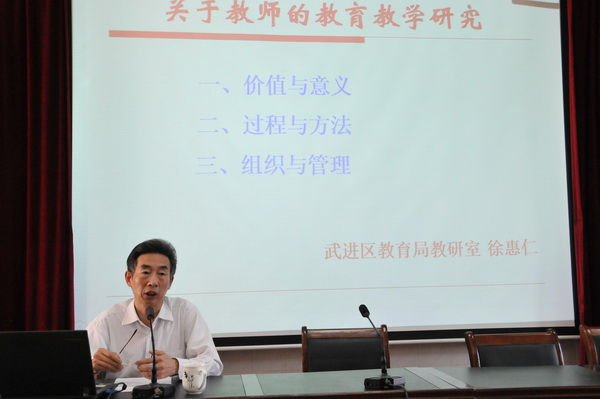 关于教师的教育教学研究
一、价值与意义
二、过程与方法
三、组织与管理
武进区教育局教研室 徐惠仁